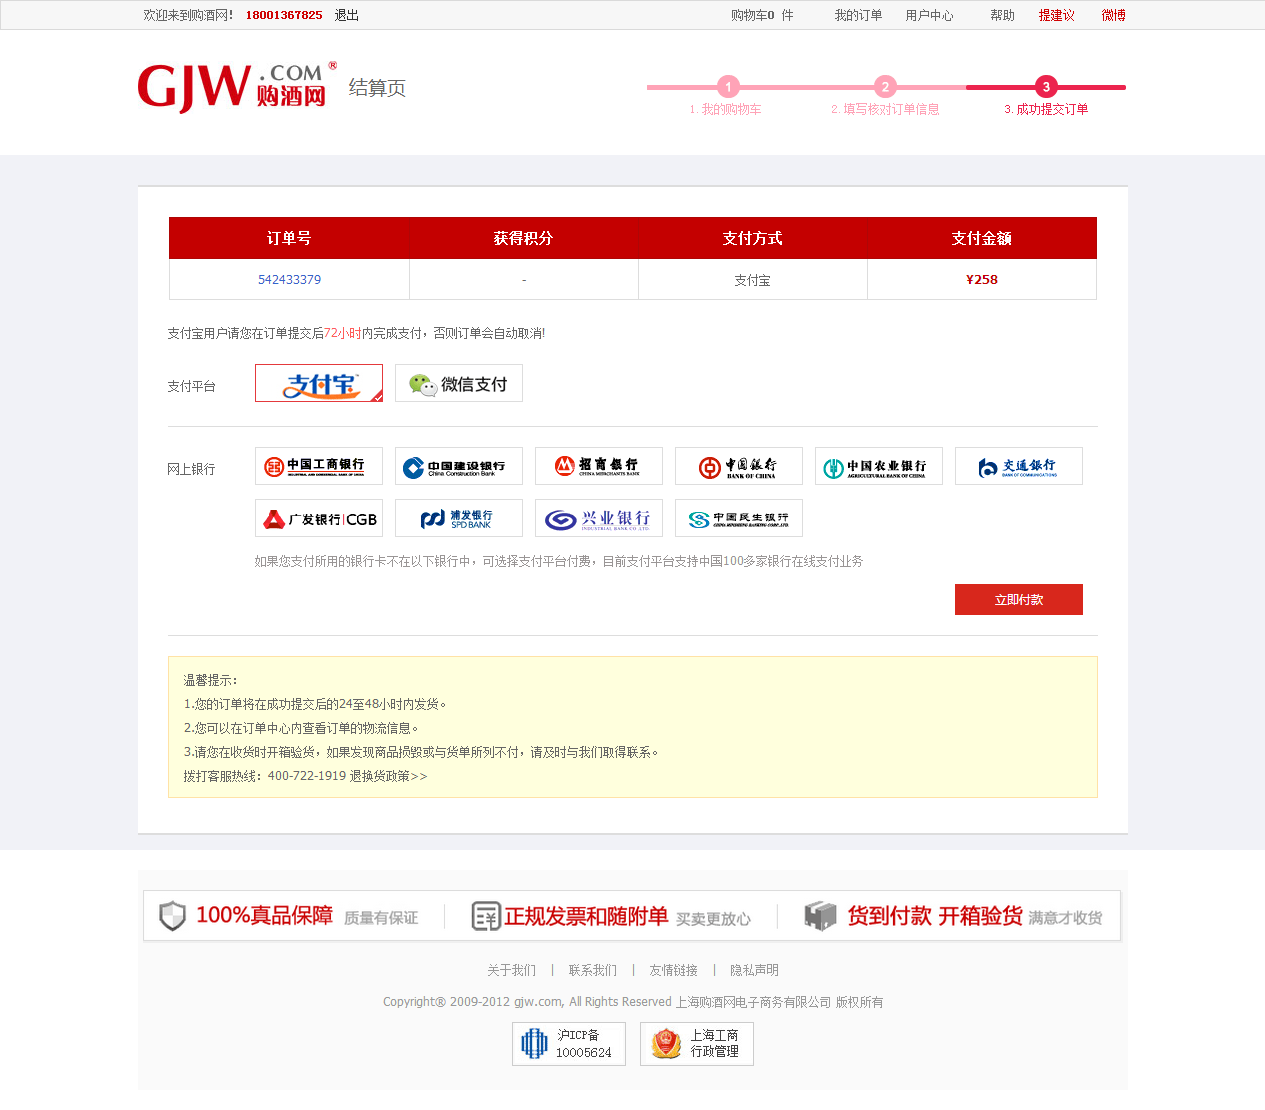 欢迎来到购酒网！ 18001367825 退出 购物车0 件 我的订单 用户中心 帮助 提建议 微博
GJW.COM® 购酒网 结算页
1 2 3
1. 我的购物车 2. 填写核对订单信息 3. 成功提交订单
订单号 获得积分 支付方式 支付金额
542433379 - 支付宝 ¥258
支付宝用户请您在订单提交后72小时内完成支付，否则订单会自动取消!
支付平台 支付宝 微信支付
网上银行 中国工商银行 INDUSTRIAL AND COMMERCIAL BANK OF CHINA 中国建设银行 China Construction Bank 招商银行 CHINA MERCHANTS BANK 中国银行 BANK OF CHINA 中国农业银行 AGRICULTURAL BANK OF CHINA 交通银行 BANK OF COMMUNICATIONS
广发银行|CGB 浦发银行 SPD BANK 兴业银行 INDUSTRIAL BANK CO.,LTD. 中国民生银行 CHINA MINSHENG BANKING CORP.,LTD.
如果您支付所用的银行卡不在以下银行中，可选择支付平台付费，目前支付平台支持中国100多家银行在线支付业务
立即付款
温馨提示：
1.您的订单将在成功提交后的24至48小时内发货。
2.您可以在订单中心内查看订单的物流信息。
3.请您在收货时开箱验货，如果发现商品损毁或与货单所列不付，请及时与我们取得联系。
拨打客服热线：400-722-1919 退换货政策>>
100%真品保障 质量有保证 正规发票和随附单 买卖更放心 货到付款 开箱验货 满意才收货
关于我们 | 联系我们 | 友情链接 | 隐私声明
Copyright® 2009-2012 gjw.com, All Rights Reserved 上海购酒网电子商务有限公司 版权所有
沪ICP备 上海工商
10005624 行政管理